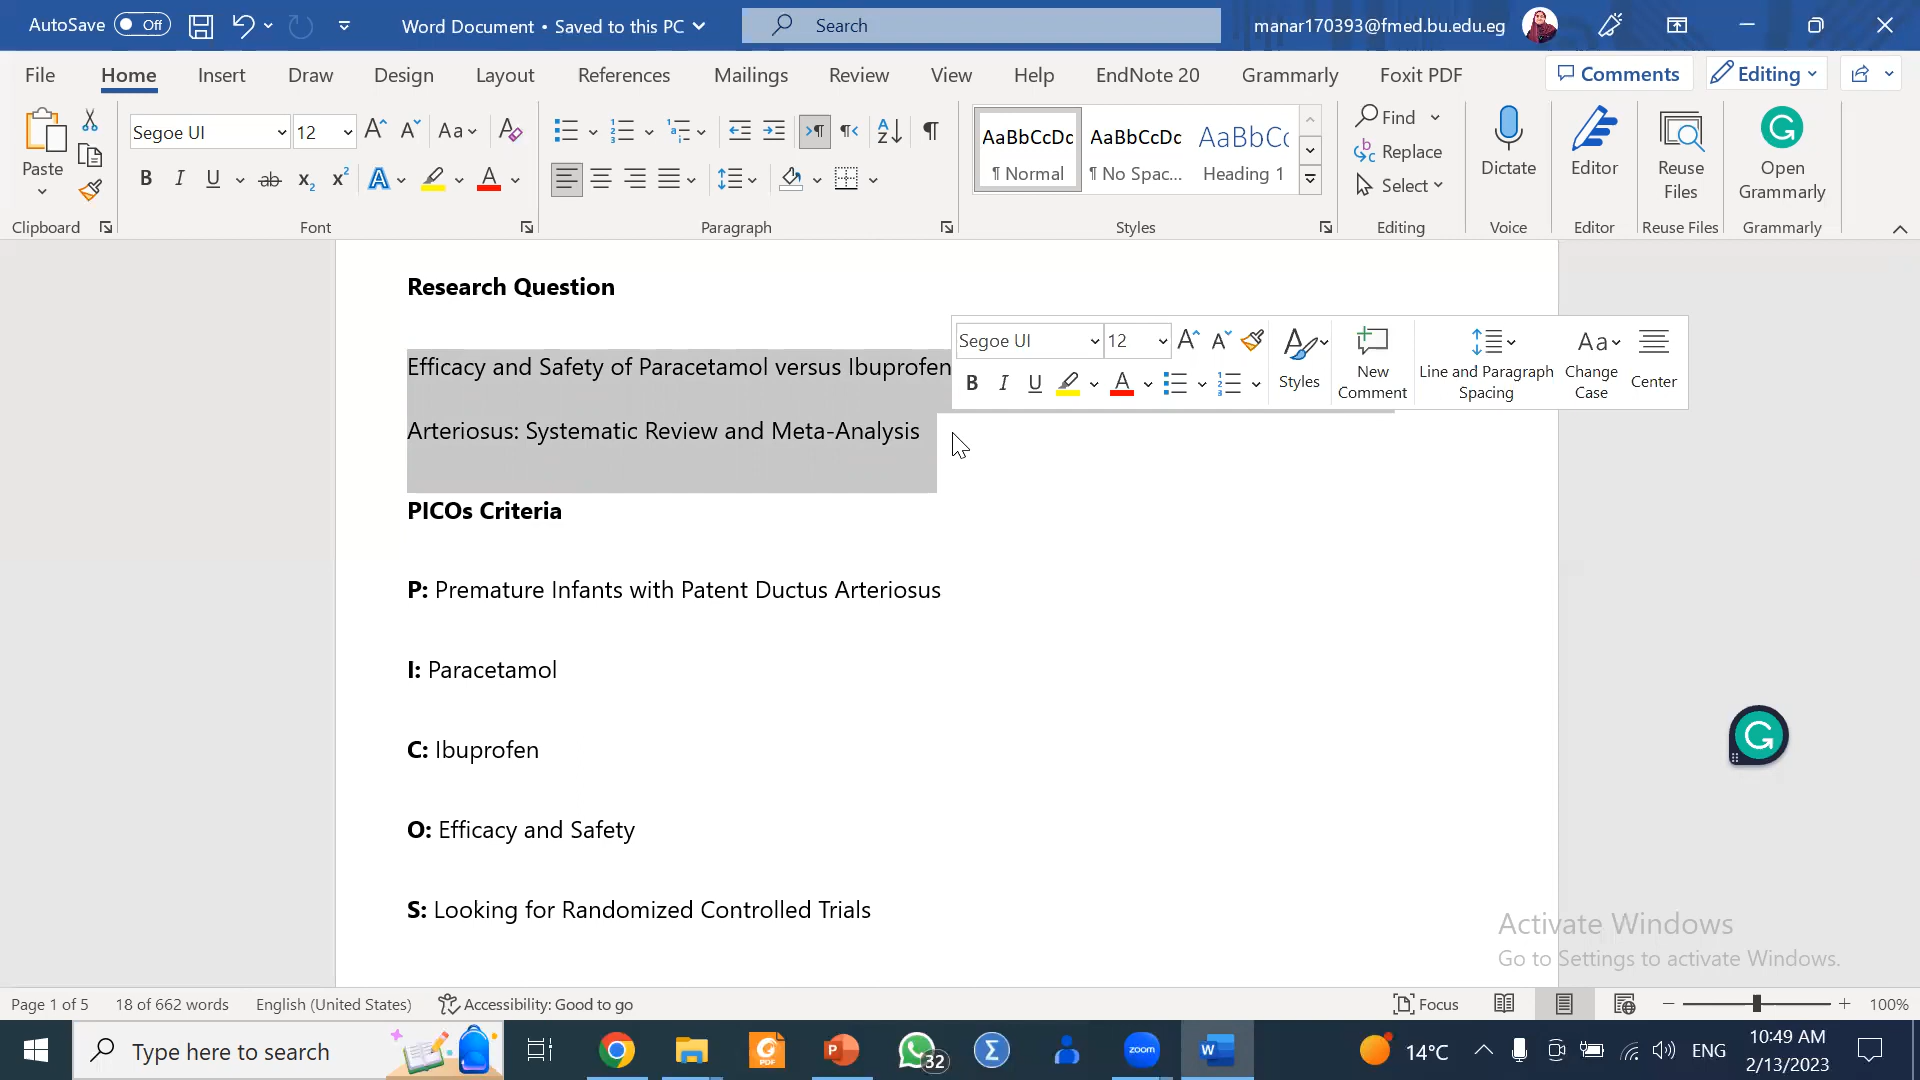 AutoSave Off Word Document • Saved to this PC Search manar170393@fmed.bu.edu.eg
File Home Insert Draw Design Layout References Mailings Review View Help EndNote 20 Grammarly Foxit PDF Comments Editing
Paste Segoe UI 12 Aa AaBbCcDc AaBbCcDc AaBbCc Find Replace Select Dictate Editor Reuse Files Open Grammarly
¶ Normal ¶ No Spac... Heading 1
Clipboard Font Paragraph Styles Editing Voice Editor Reuse Files Grammarly
Research Question
Efficacy and Safety of Paracetamol versus Ibuprofen
Segoe UI 12 Styles New Comment Line and Paragraph Spacing Aa Change Case Center
Arteriosus: Systematic Review and Meta-Analysis
PICOs Criteria
P: Premature Infants with Patent Ductus Arteriosus
I: Paracetamol
C: Ibuprofen
O: Efficacy and Safety
S: Looking for Randomized Controlled Trials
Activate Windows
Go to Settings to activate Windows.
Page 1 of 5 18 of 662 words English (United States) Accessibility: Good to go Focus 100%
Type here to search 32 zoom 14°C ENG 10:49 AM
2/13/2023